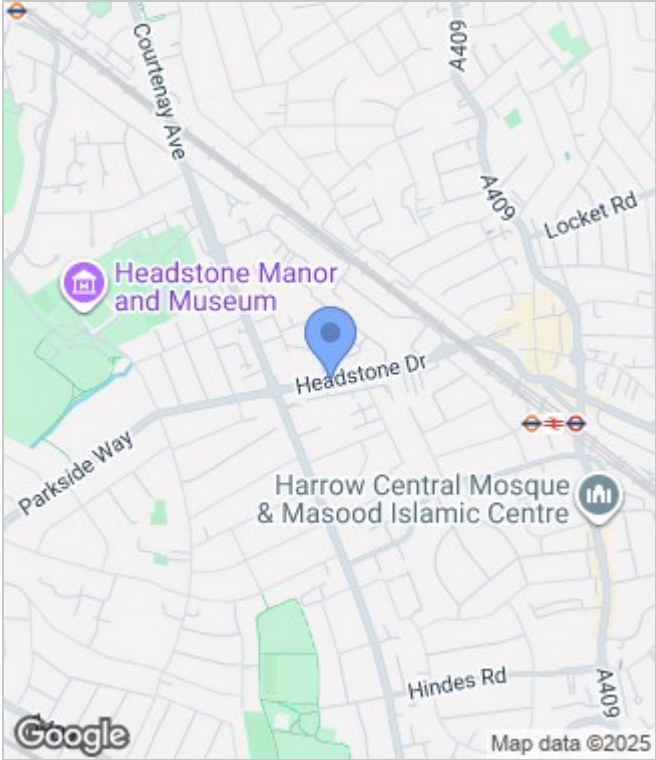 Courtenay Ave
A409
A409
Locket Rd
Headstone Manor
and Museum
Headstone Dr
Parkside Way
Harrow Central Mosque
& Masood Islamic Centre
Hindes Rd
A409
Google
Map data ©2025